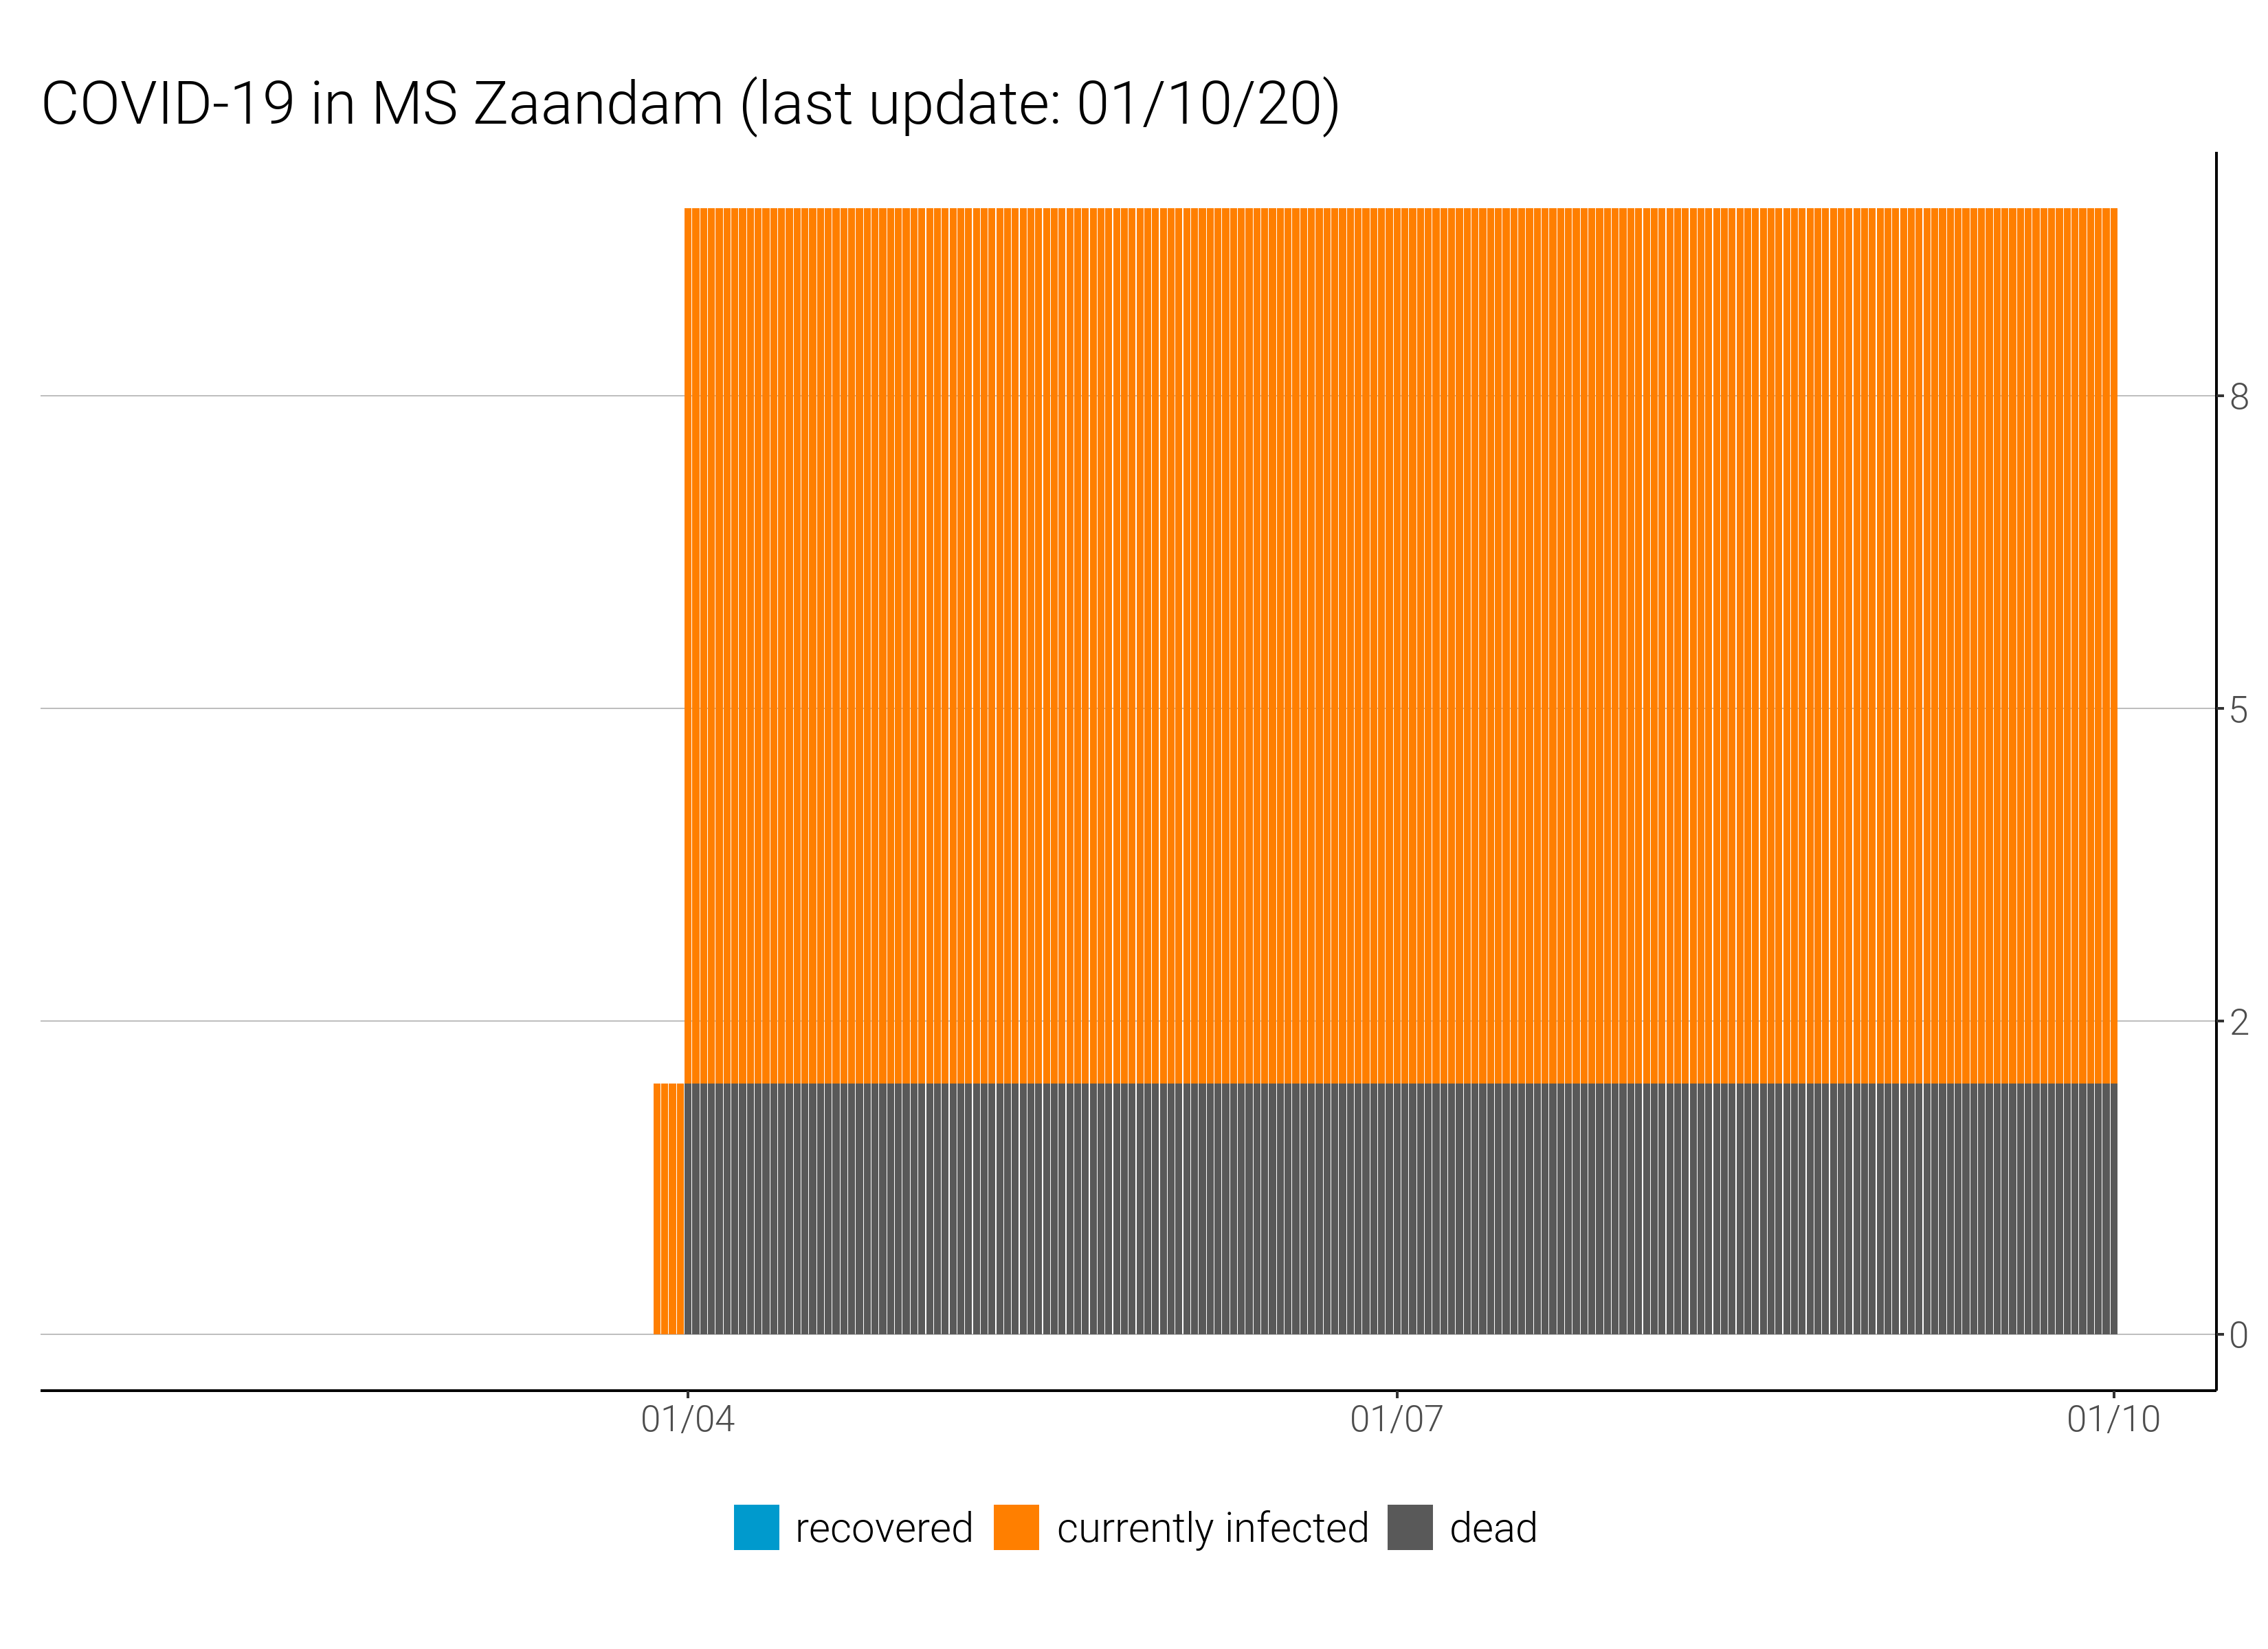 COVID-19 in MS Zaandam (last update: 01/10/20)
8
5
2
0
01/04 01/07 01/10
recovered currently infected dead